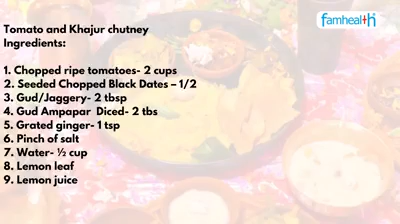 famhealth
Tomato and Khajur chutney
Ingredients:
1. Chopped ripe tomatoes- 2 cups
2. Seeded Chopped Black Dates – 1/2
3. Gud/Jaggery- 2 tbsp
4. Gud Ampapar  Diced- 2 tbs
5. Grated ginger- 1 tsp
6. Pinch of salt
7. Water- ½ cup
8. Lemon leaf
9. Lemon juice